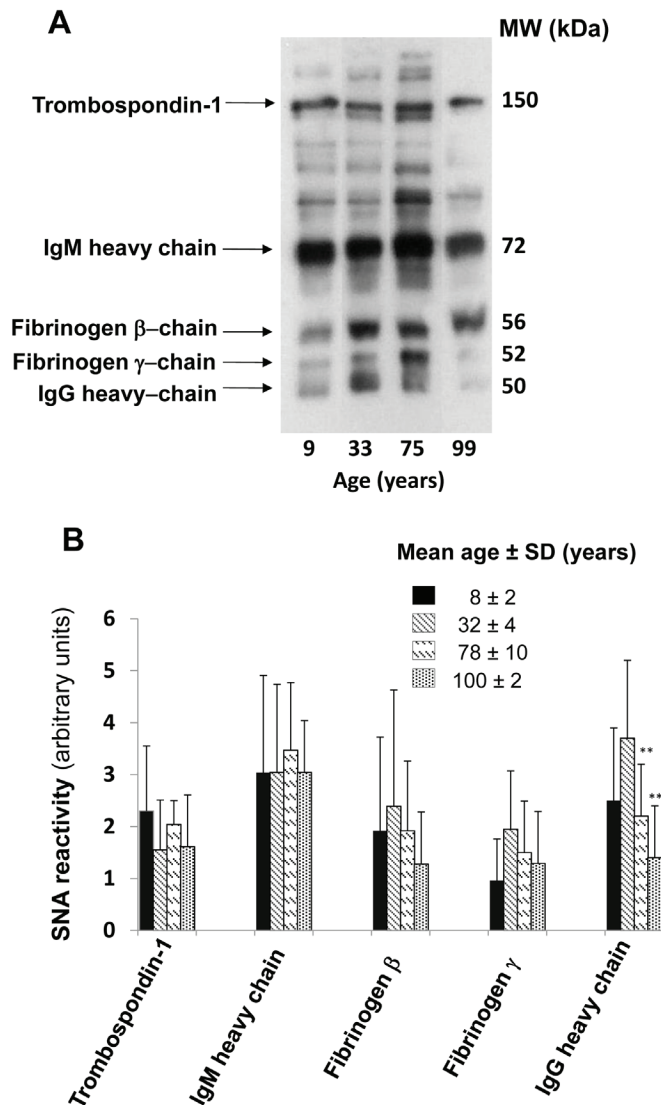 A
MW (kDa)
Trombospondin-1
150
IgM heavy chain
72
Fibrinogen β–chain
56
Fibrinogen γ–chain
52
IgG heavy–chain
50
9 33 75 99
Age (years)
B
Mean age ± SD (years)
8 ± 2
32 ± 4
78 ± 10
100 ± 2
SNA reactivity (arbitrary units)
6
5
4
3
2
1
0
**
**
Trombospondin-1
IgM heavy chain
Fibrinogen β
Fibrinogen γ
IgG heavy chain